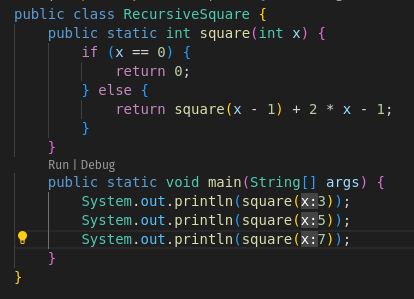 public class RecursiveSquare {
    public static int square(int x) {
        if (x == 0) {
            return 0;
        } else {
            return square(x - 1) + 2 * x - 1;
        }
    }
    Run | Debug
    public static void main(String[] args) {
        System.out.println(square(x:3));
        System.out.println(square(x:5));
        System.out.println(square(x:7));
    }
}